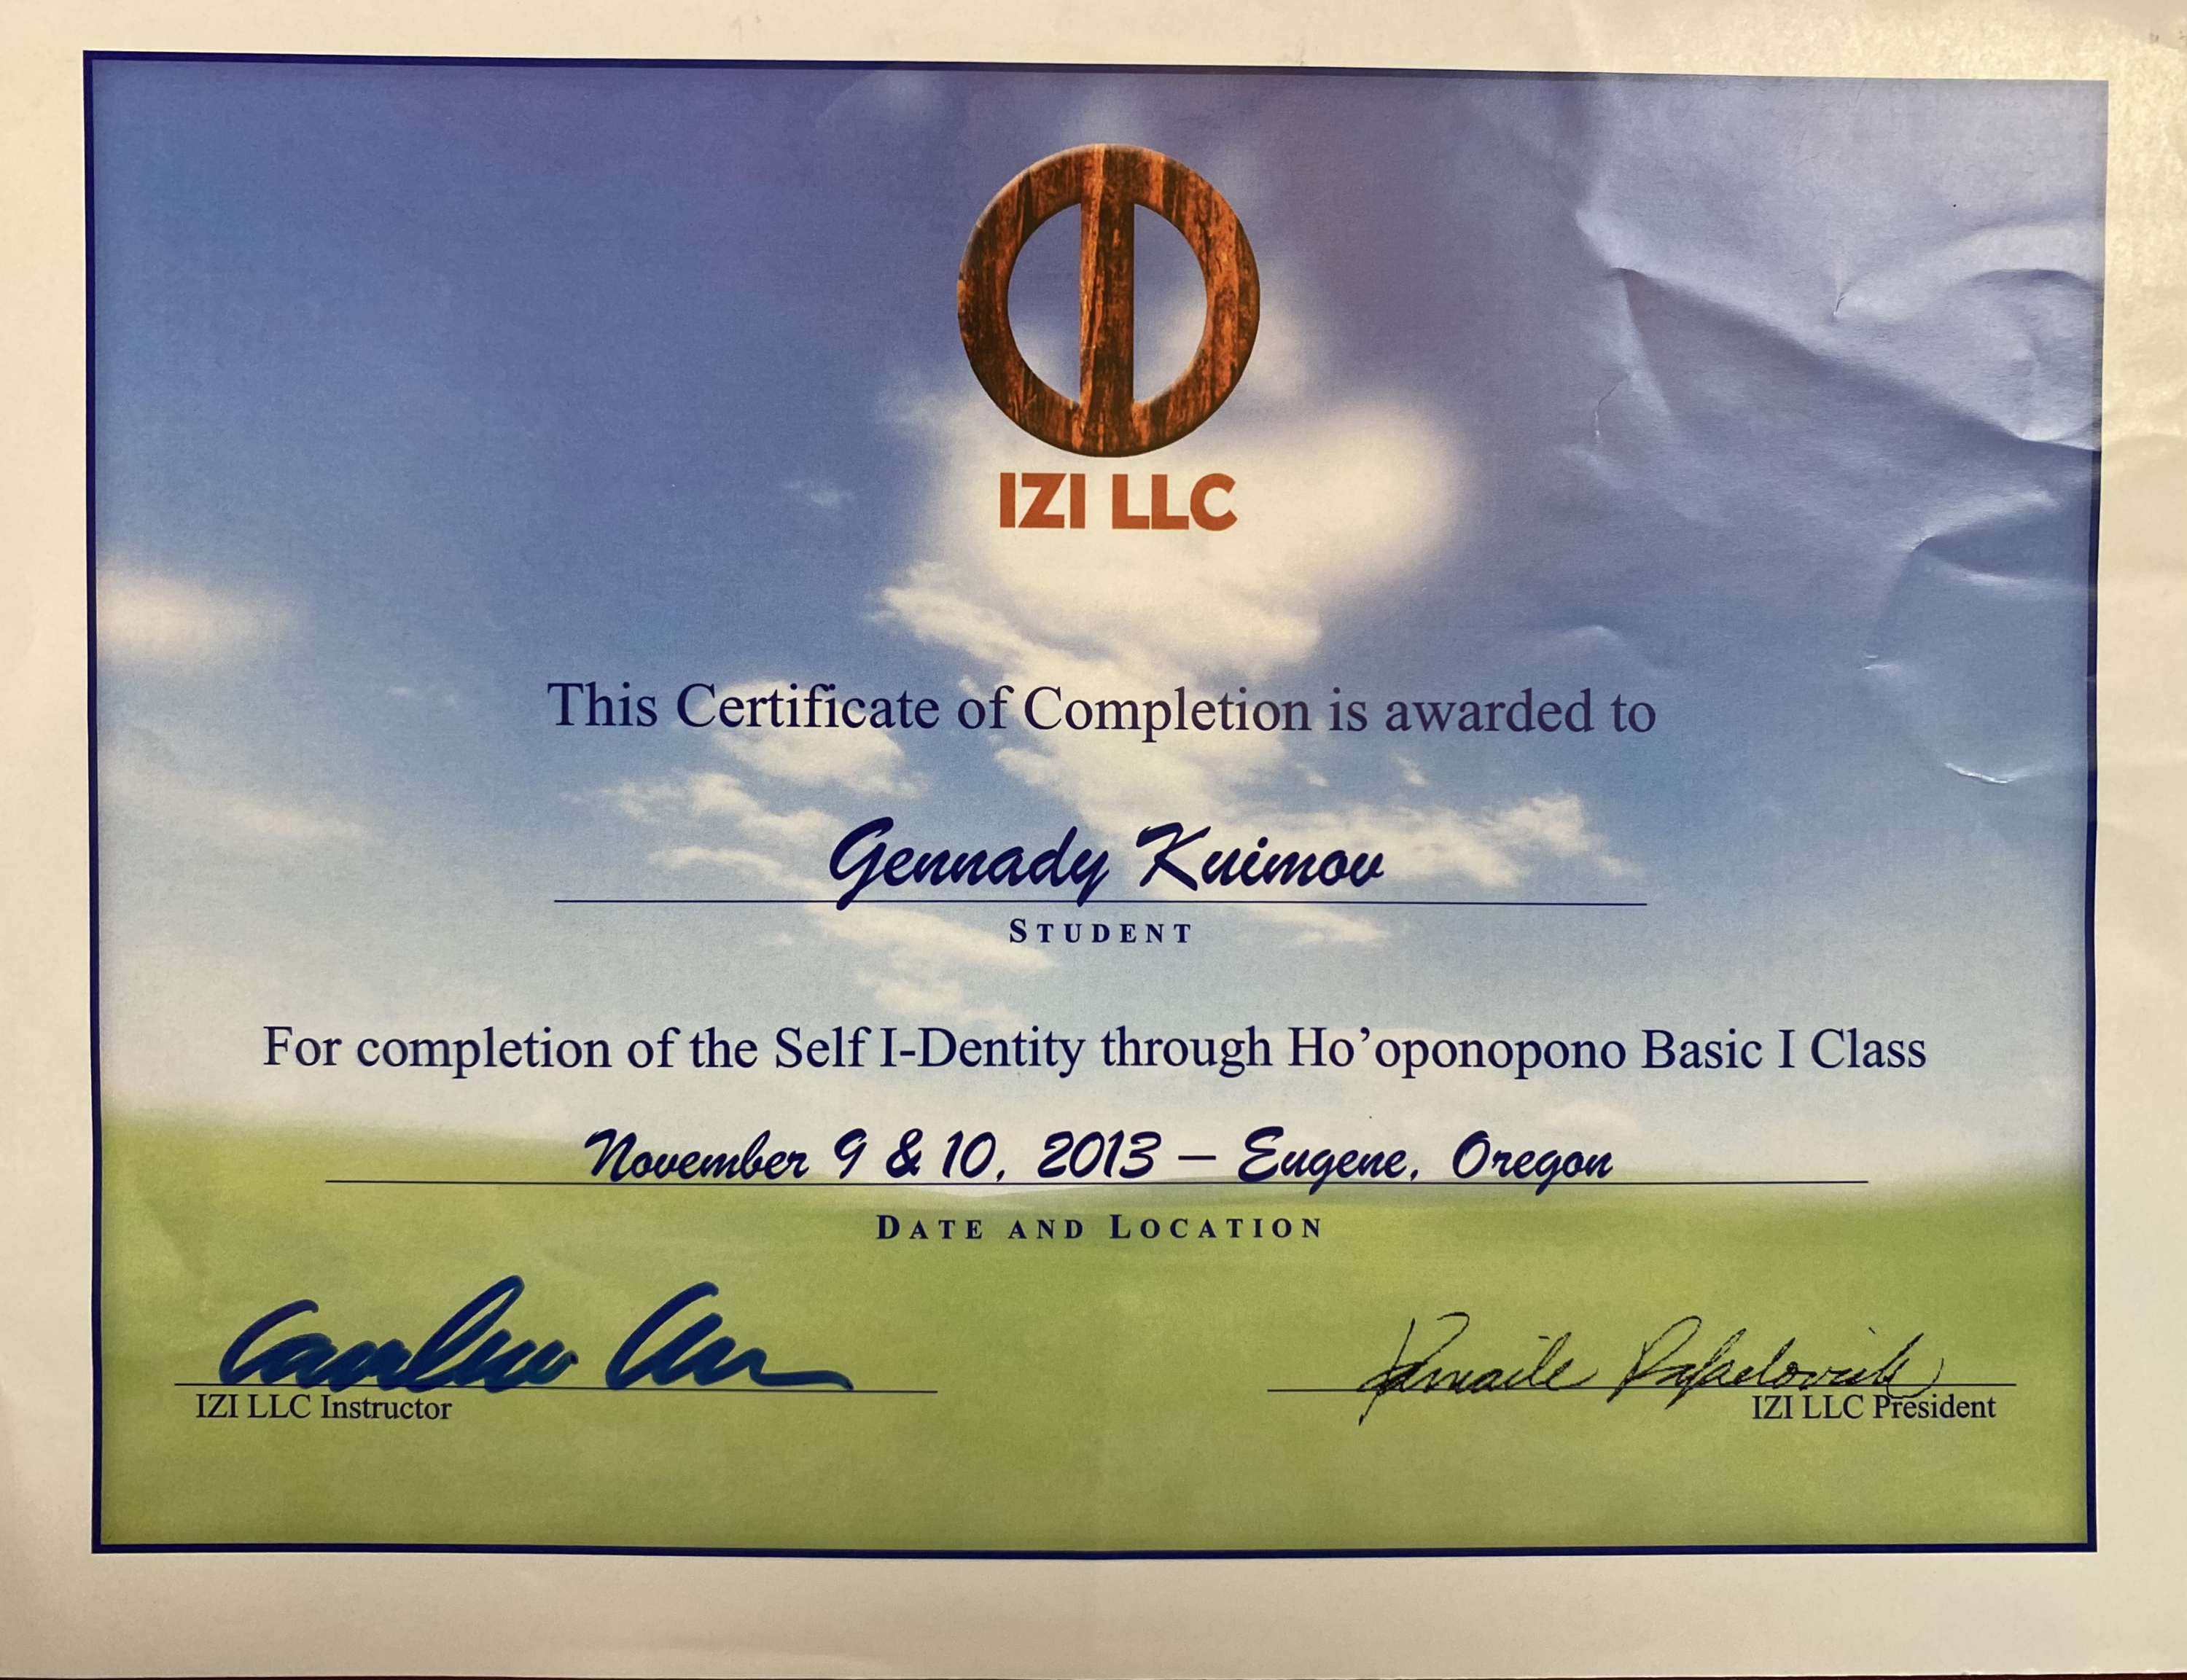 IZI LLC
This Certificate of Completion is awarded to
Gennady Kuimov
STUDENT
For completion of the Self I-Dentity through Ho’oponopono Basic I Class
November 9 & 10, 2013 – Eugene, Oregon
DATE AND LOCATION
Kamaile Rafaelovich
IZI LLC Instructor
IZI LLC President